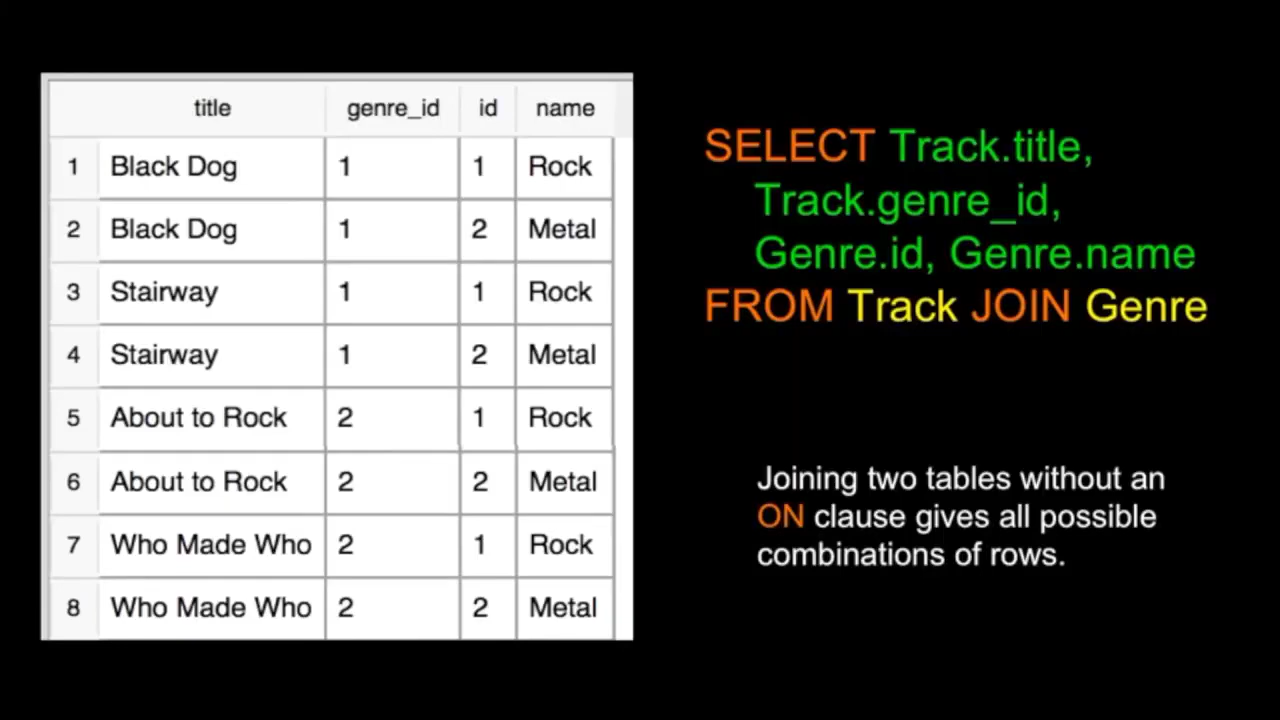 title genre_id id name
1 Black Dog 1 1 Rock
2 Black Dog 1 2 Metal
3 Stairway 1 1 Rock
4 Stairway 1 2 Metal
5 About to Rock 2 1 Rock
6 About to Rock 2 2 Metal
7 Who Made Who 2 1 Rock
8 Who Made Who 2 2 Metal
SELECT Track.title,
Track.genre_id,
Genre.id, Genre.name
FROM Track JOIN Genre
Joining two tables without an
ON clause gives all possible
combinations of rows.